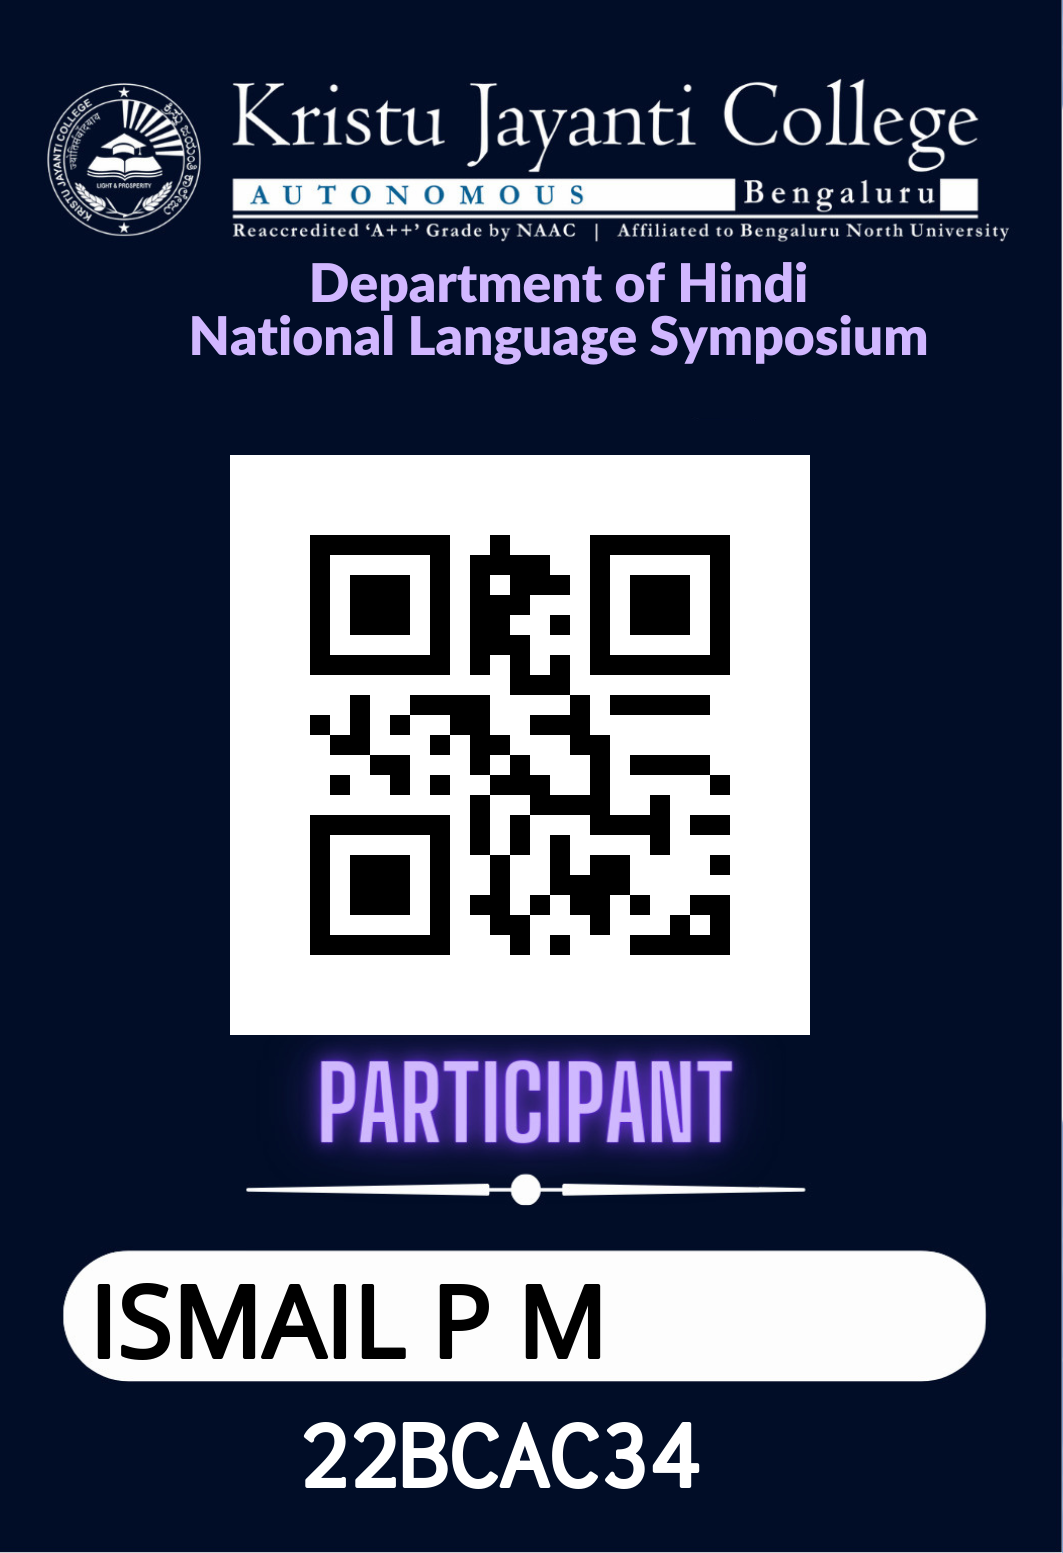 Kristu Jayanti College
AUTONOMOUS Bengaluru
Reaccredited ‘A++’ Grade by NAAC | Affiliated to Bengaluru North University
KRISTU JAYANTI COLLEGE
LIGHT & PROSPERITY
Department of Hindi
National Language Symposium
PARTICIPANT
ISMAIL P M
22BCAC34